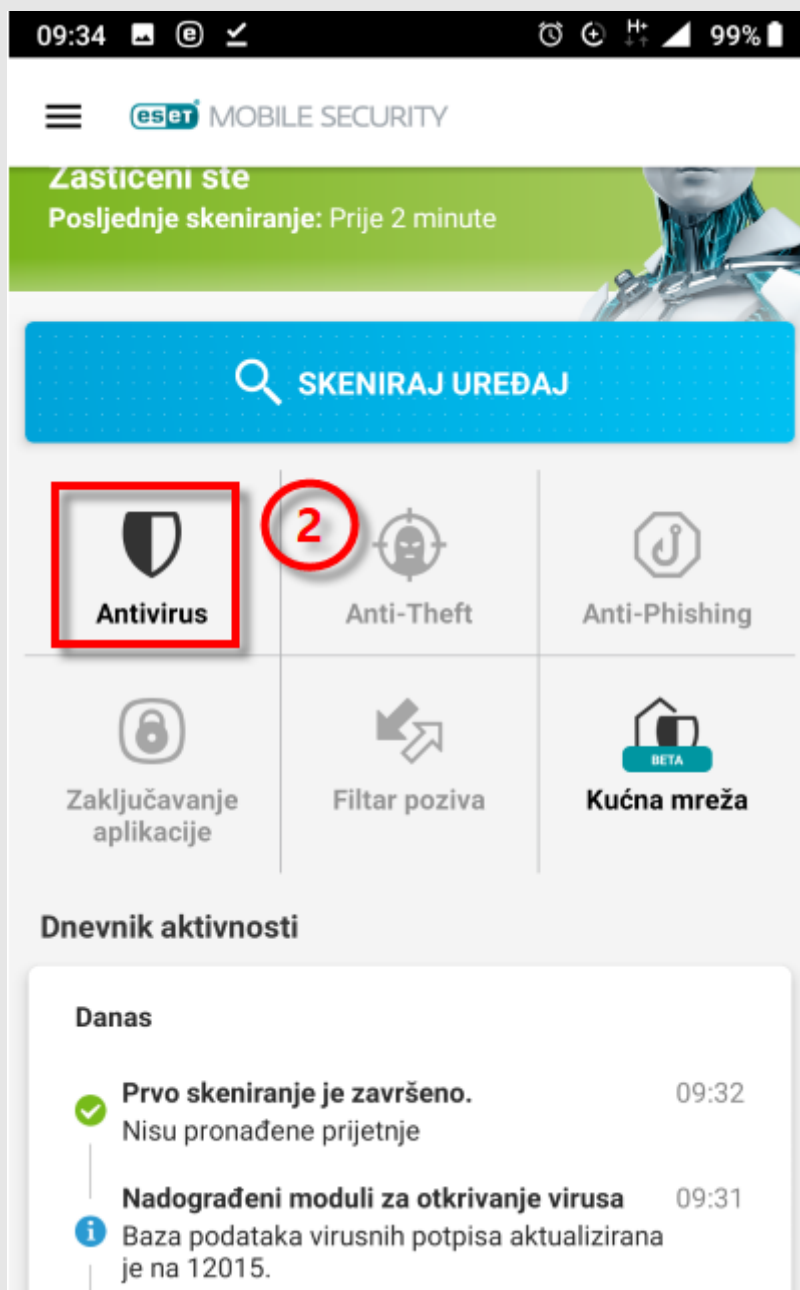 09:34
H+
99%
eset MOBILE SECURITY
Zaštićeni ste
Posljednje skeniranje: Prije 2 minute
SKENIRAJ UREĐAJ
2
Antivirus
Anti-Theft
Anti-Phishing
BETA
Zaključavanje
aplikacije
Filtar poziva
Kućna mreža
Dnevnik aktivnosti
Danas
Prvo skeniranje je završeno. 09:32
Nisu pronađene prijetnje
Nadograđeni moduli za otkrivanje virusa 09:31
Baza podataka virusnih potpisa aktualizirana
je na 12015.